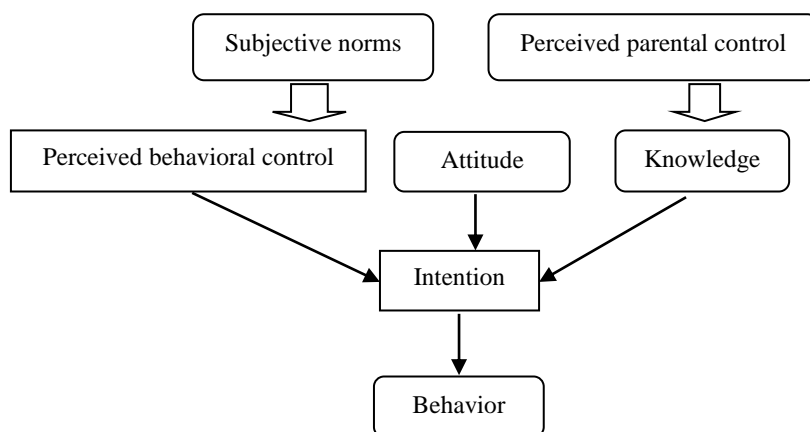 Subjective norms
Perceived parental control
Perceived behavioral control
Attitude
Knowledge
Intention
Behavior